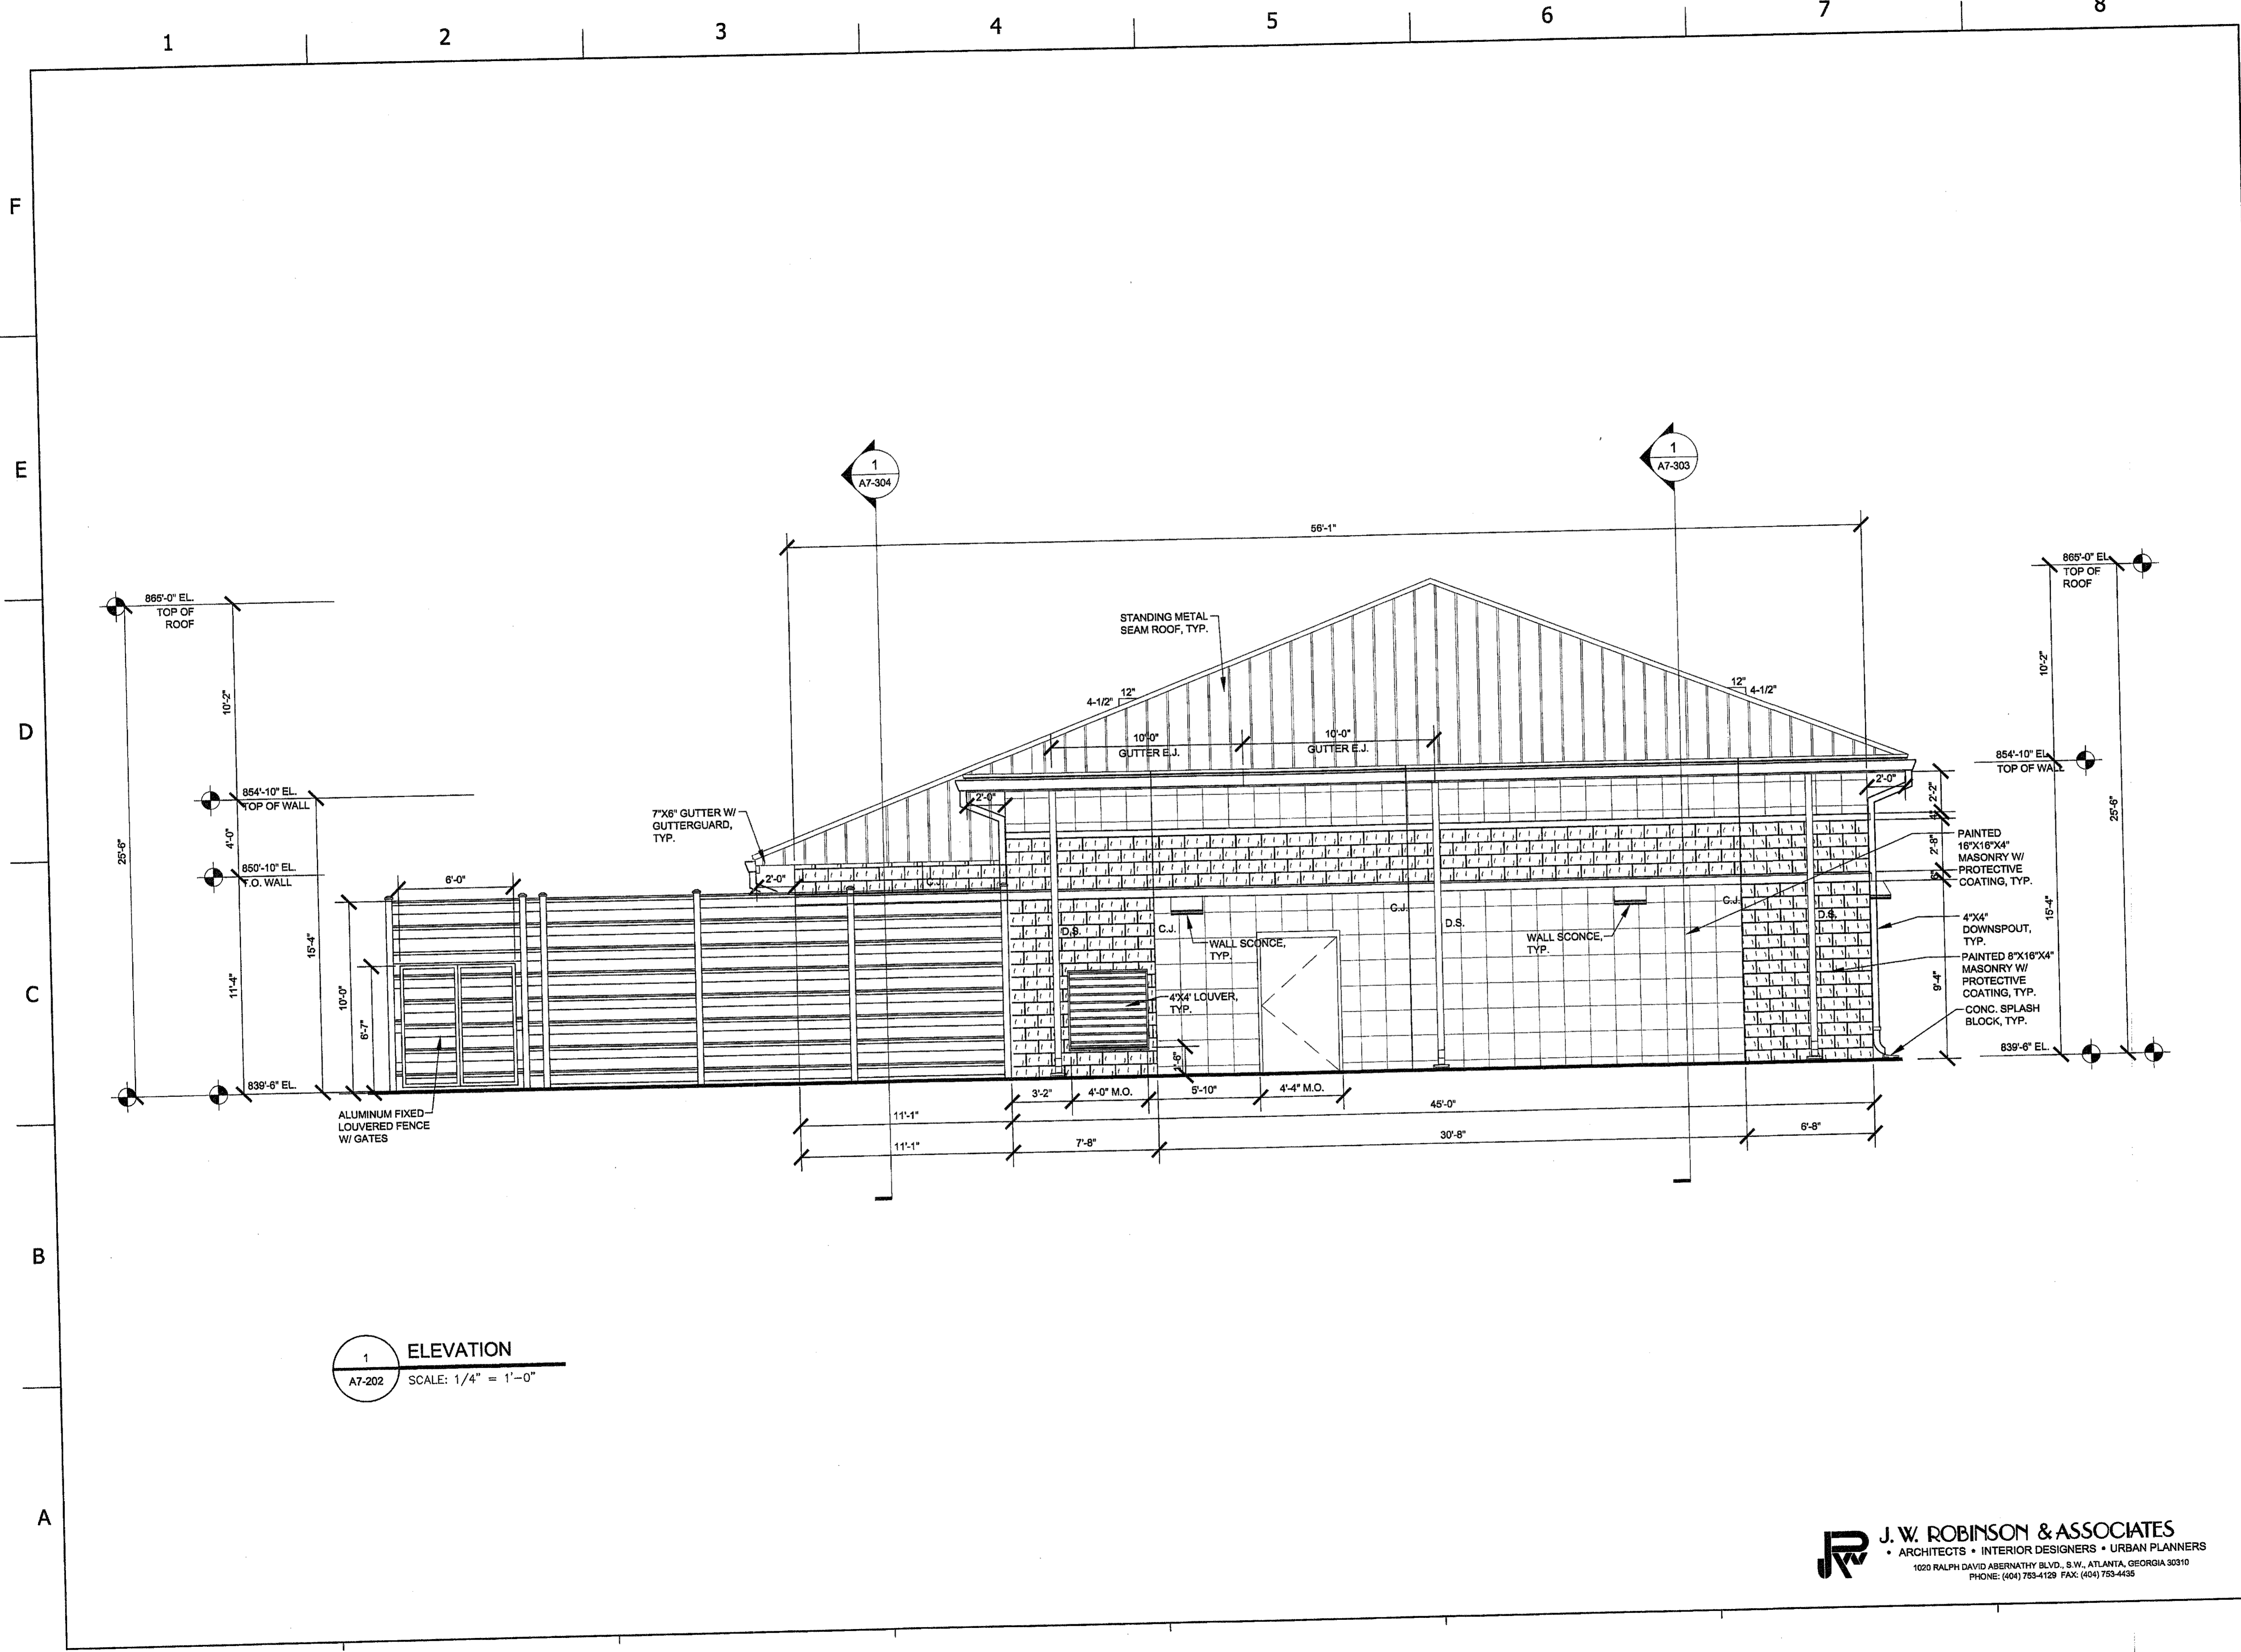 1
2
3
4
5
6
7
8
F
E
D
C
B
A
1
A7-304
1
A7-303
56'-1"
865'-0" EL.
TOP OF
ROOF
865'-0" EL.
TOP OF
ROOF
STANDING METAL
SEAM ROOF, TYP.
12"
4-1/2"
12"
4-1/2"
10'-2"
10'-2"
10'-0"
GUTTER E.J.
10'-0"
GUTTER E.J.
854'-10" EL.
TOP OF WALL
854'-10" EL.
TOP OF WALL
2'-0"
2'-0"
2'-2"
4"
2'-8"
6"
9'-4"
7"X6" GUTTER W/
GUTTERGUARD,
TYP.
4'-0"
25'-6"
25'-6"
850'-10" EL.
T.O. WALL
6'-0"
2'-0"
C.J.
PAINTED
16"X16"X4"
MASONRY W/
PROTECTIVE
COATING, TYP.
15'-4"
15'-4"
11'-4"
10'-0"
6'-7"
D.S.
C.J.
WALL SCONCE,
TYP.
C.J.
D.S.
WALL SCONCE,
TYP.
C.J.
D.S.
4"X4"
DOWNSPOUT,
TYP.
PAINTED 8"X16"X4"
MASONRY W/
PROTECTIVE
COATING, TYP.
CONC. SPLASH
BLOCK, TYP.
4'X4' LOUVER,
TYP.
1'-6"
839'-6" EL.
839'-6" EL.
ALUMINUM FIXED
LOUVERED FENCE
W/ GATES
3'-2"
4'-0" M.O.
5'-10"
4'-4" M.O.
11'-1"
45'-0"
11'-1"
7'-8"
30'-8"
6'-8"
1
A7-202
ELEVATION
SCALE: 1/4" = 1'-0"
J. W. ROBINSON & ASSOCIATES
• ARCHITECTS • INTERIOR DESIGNERS • URBAN PLANNERS
1020 RALPH DAVID ABERNATHY BLVD., S.W., ATLANTA, GEORGIA 30310
PHONE: (404) 753-4129 FAX: (404) 753-4435